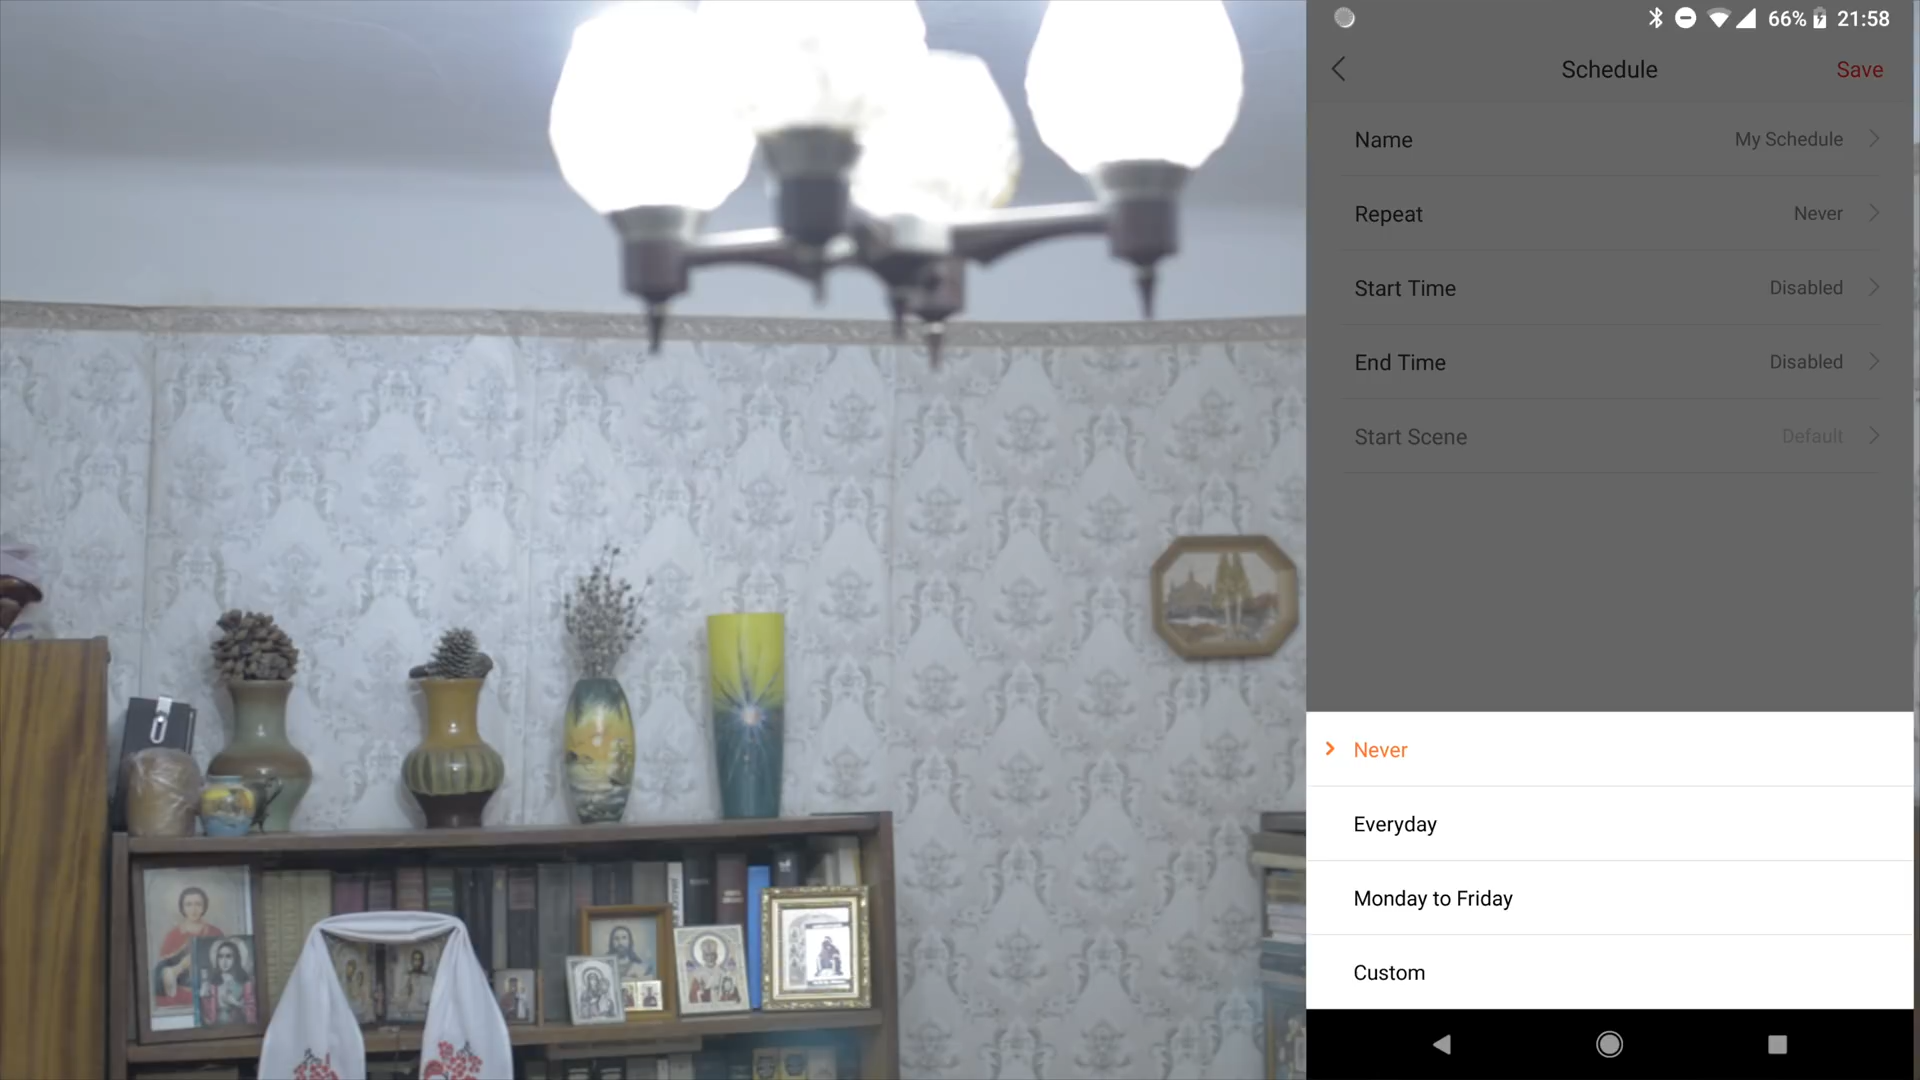 66% 21:58
Schedule Save
Name My Schedule
Repeat Never
Start Time Disabled
End Time Disabled
Start Scene Default
Never
Everyday
Monday to Friday
Custom